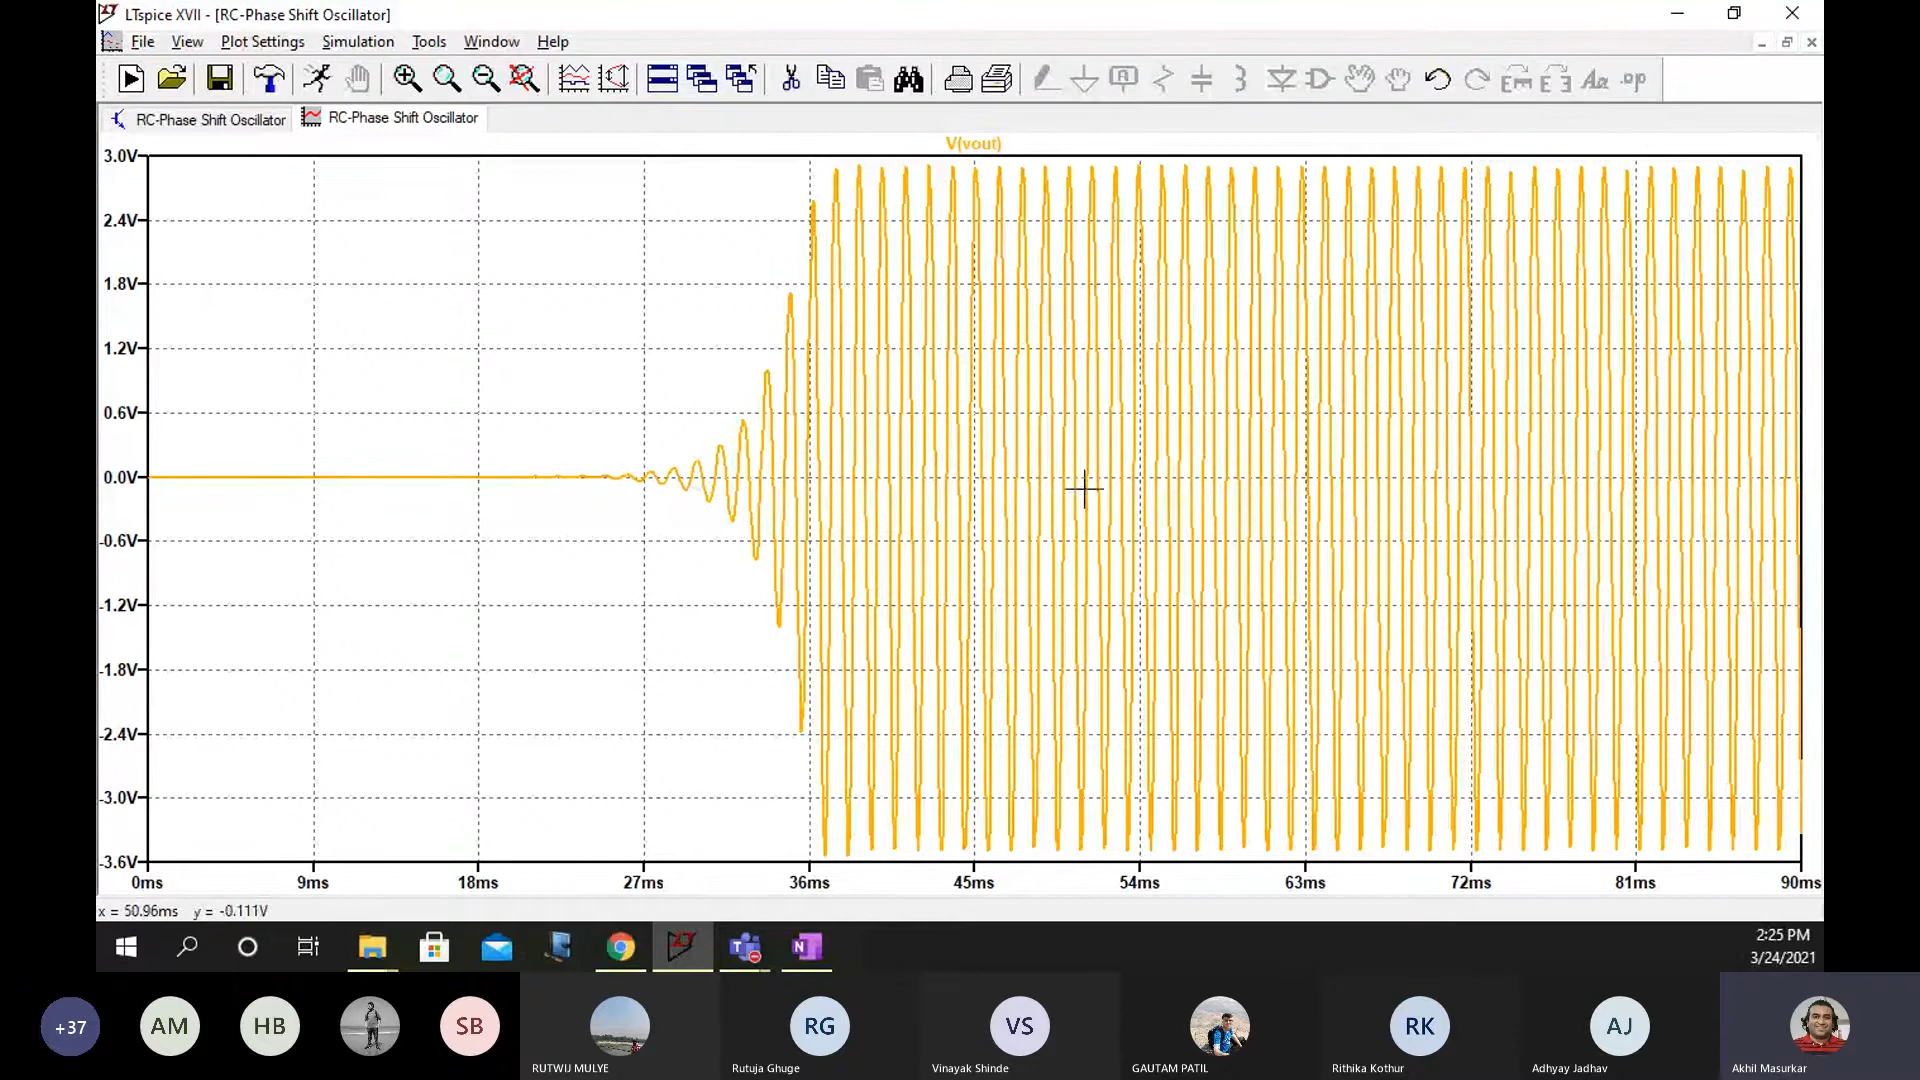 LTspice XVII - [RC-Phase Shift Oscillator]
File View Plot Settings Simulation Tools Window Help
RC-Phase Shift Oscillator
RC-Phase Shift Oscillator
V(vout)
3.0V
2.4V
1.8V
1.2V
0.6V
0.0V
-0.6V
-1.2V
-1.8V
-2.4V
-3.0V
-3.6V
0ms 9ms 18ms 27ms 36ms 45ms 54ms 63ms 72ms 81ms 90ms
x = 50.96ms y = -0.111V
2:25 PM
3/24/2021
+37 AM HB SB RG VS RK AJ
RUTWIJ MULYE Rutuja Ghuge Vinayak Shinde GAUTAM PATIL Rithika Kothur Adhyay Jadhav Akhil Masurkar